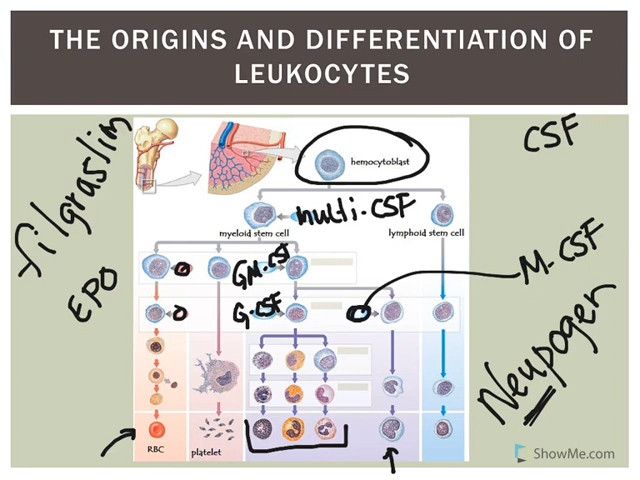 THE ORIGINS AND DIFFERENTIATION OF
LEUKOCYTES
filgraslim
CSF
hemocytoblast
multi-CSF
myeloid stem cell
lymphoid stem cell
GM-CSF
M-CSF
EPO
G-CSF
Neupogen
RBC
platelet
ShowMe.com